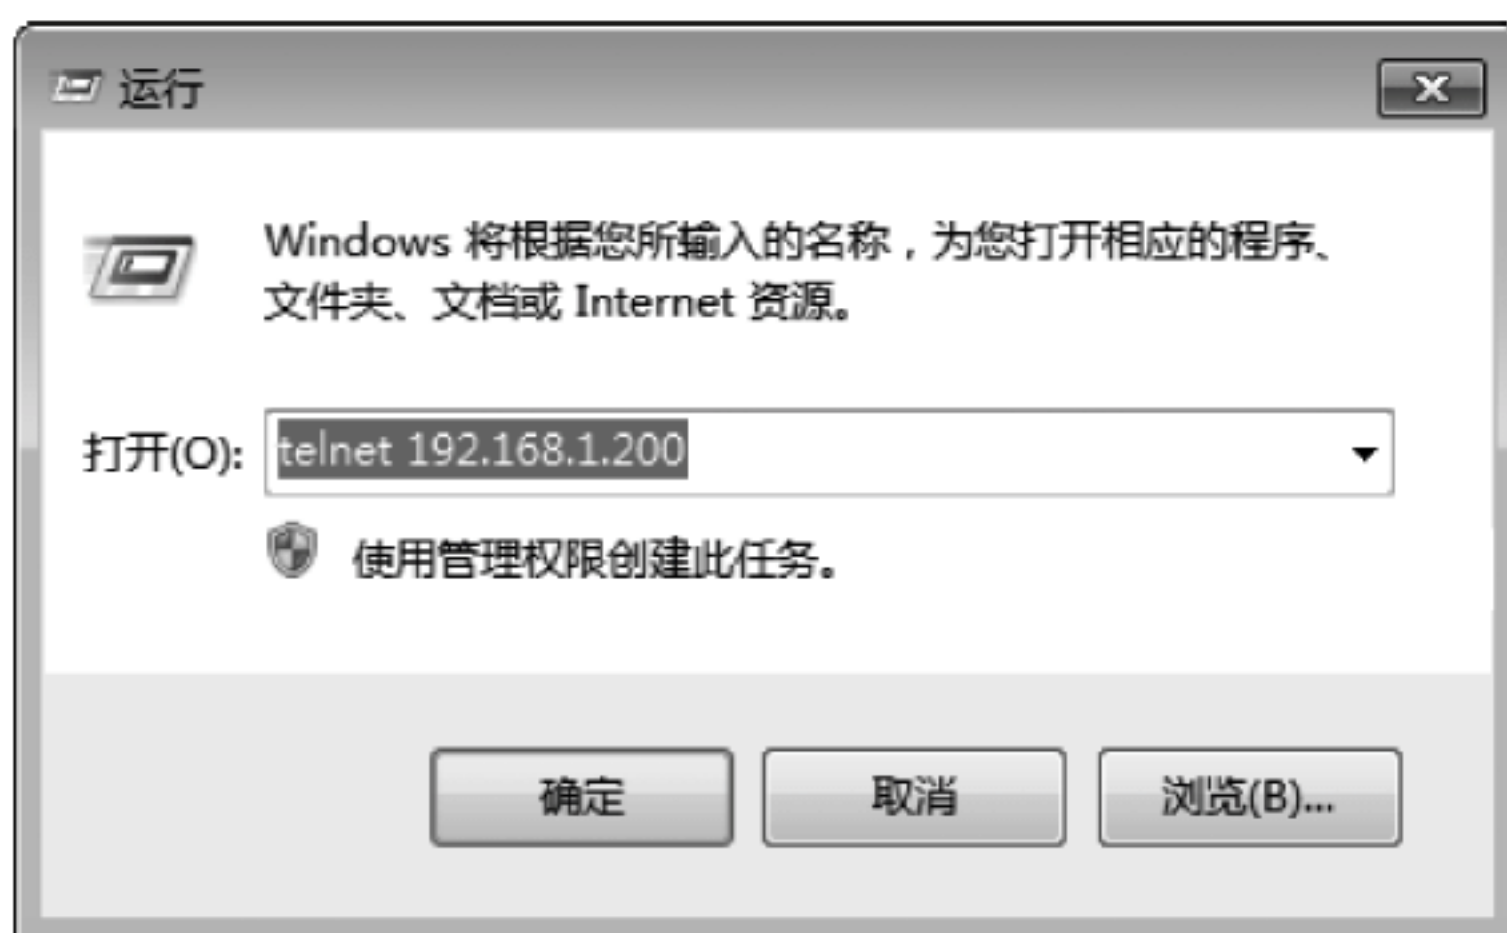 运行
Windows 将根据您所输入的名称，为您打开相应的程序、
文件夹、文档或 Internet 资源。
打开(O): telnet 192.168.1.200
使用管理权限创建此任务。
确定 取消 浏览(B)...